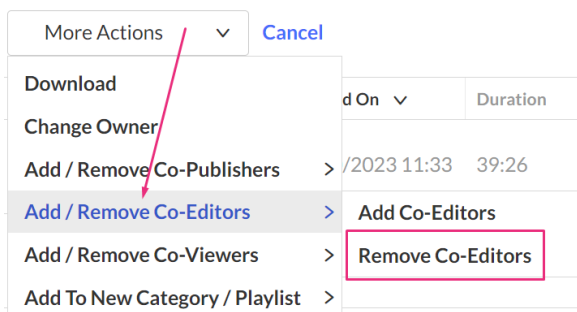 More Actions
Cancel
Download
Change Owner
Add / Remove Co-Publishers
Add / Remove Co-Editors
Add / Remove Co-Viewers
Add To New Category / Playlist
d On
Duration
/2023 11:33
39:26
Add Co-Editors
Remove Co-Editors